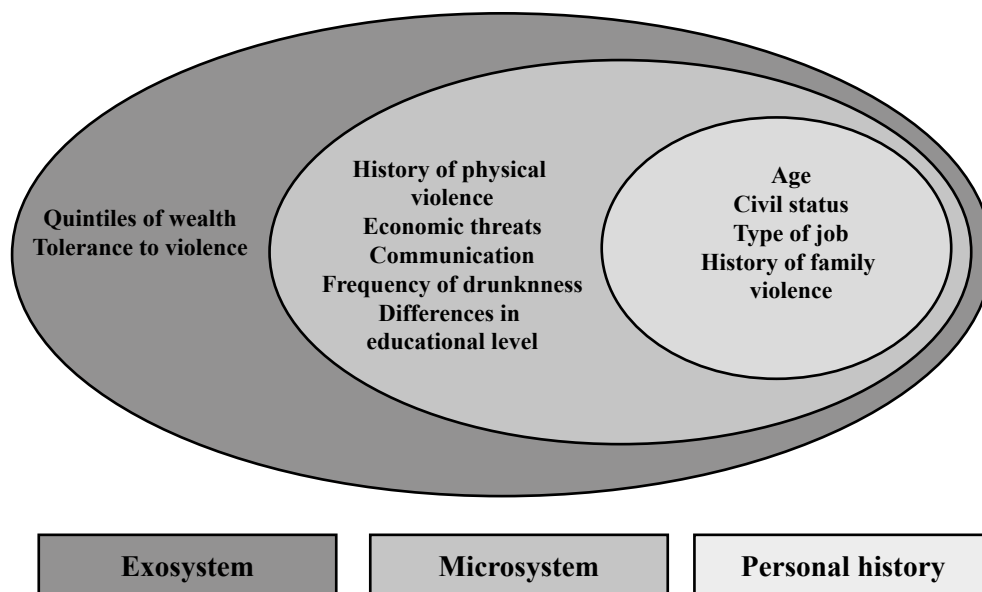 Quintiles of wealth
Tolerance to violence
History of physical
violence
Economic threats
Communication
Frequency of drunknness
Differences in
educational level
Age
Civil status
Type of job
History of family
violence
Exosystem
Microsystem
Personal history